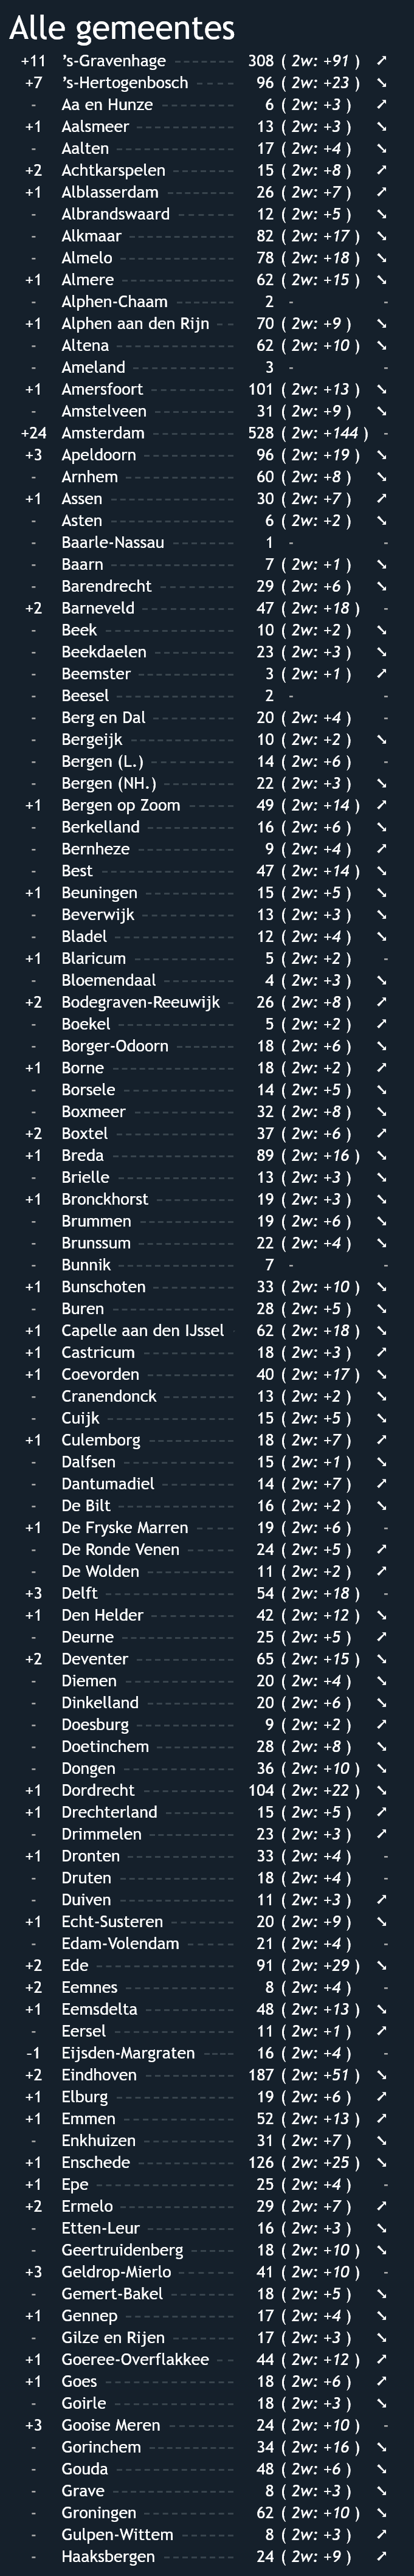 Alle gemeentes
+11 's-Gravenhage 308 ( 2w: +91 ) ↗
+7 's-Hertogenbosch 96 ( 2w: +23 ) ↘
- Aa en Hunze 6 ( 2w: +3 ) ↗
+1 Aalsmeer 13 ( 2w: +3 ) ↘
- Aalten 17 ( 2w: +4 ) ↘
+2 Achtkarspelen 15 ( 2w: +8 ) ↗
+1 Alblasserdam 26 ( 2w: +7 ) ↗
- Albrandswaard 12 ( 2w: +5 ) ↘
- Alkmaar 82 ( 2w: +17 ) ↘
- Almelo 78 ( 2w: +18 ) ↘
+1 Almere 62 ( 2w: +15 ) ↘
- Alphen-Chaam 2 - -
+1 Alphen aan den Rijn 70 ( 2w: +9 ) ↘
- Altena 62 ( 2w: +10 ) ↘
- Ameland 3 - -
+1 Amersfoort 101 ( 2w: +13 ) ↘
- Amstelveen 31 ( 2w: +9 ) ↘
+24 Amsterdam 528 ( 2w: +144 ) -
+3 Apeldoorn 96 ( 2w: +19 ) ↘
- Arnhem 60 ( 2w: +8 ) ↘
+1 Assen 30 ( 2w: +7 ) ↗
- Asten 6 ( 2w: +2 ) ↘
- Baarle-Nassau 1 - -
- Baarn 7 ( 2w: +1 ) ↘
- Barendrecht 29 ( 2w: +6 ) ↘
+2 Barneveld 47 ( 2w: +18 ) -
- Beek 10 ( 2w: +2 ) ↘
- Beekdaelen 23 ( 2w: +3 ) ↘
- Beemster 3 ( 2w: +1 ) ↗
- Beesel 2 - -
- Berg en Dal 20 ( 2w: +4 ) -
- Bergeijk 10 ( 2w: +2 ) ↘
- Bergen (L.) 14 ( 2w: +6 ) -
- Bergen (NH.) 22 ( 2w: +3 ) ↘
+1 Bergen op Zoom 49 ( 2w: +14 ) ↗
- Berkelland 16 ( 2w: +6 ) ↘
- Bernheze 9 ( 2w: +4 ) ↗
- Best 47 ( 2w: +14 ) ↘
+1 Beuningen 15 ( 2w: +5 ) ↘
- Beverwijk 13 ( 2w: +3 ) ↘
- Bladel 12 ( 2w: +4 ) ↘
+1 Blaricum 5 ( 2w: +2 ) -
- Bloemendaal 4 ( 2w: +3 ) ↘
+2 Bodegraven-Reeuwijk 26 ( 2w: +8 ) ↗
- Boekel 5 ( 2w: +2 ) ↗
- Borger-Odoorn 18 ( 2w: +6 ) ↘
+1 Borne 18 ( 2w: +2 ) ↗
- Borsele 14 ( 2w: +5 ) ↘
- Boxmeer 32 ( 2w: +8 ) ↘
+2 Boxtel 37 ( 2w: +6 ) ↗
+1 Breda 89 ( 2w: +16 ) ↘
- Brielle 13 ( 2w: +3 ) ↘
+1 Bronckhorst 19 ( 2w: +3 ) ↘
- Brummen 19 ( 2w: +6 ) ↘
- Brunssum 22 ( 2w: +4 ) ↘
- Bunnik 7 - -
+1 Bunschoten 33 ( 2w: +10 ) ↘
- Buren 28 ( 2w: +5 ) ↘
+1 Capelle aan den IJssel 62 ( 2w: +18 ) ↘
+1 Castricum 18 ( 2w: +3 ) ↗
+1 Coevorden 40 ( 2w: +17 ) ↘
- Cranendonck 13 ( 2w: +2 ) ↘
- Cuijk 15 ( 2w: +5 ) ↘
+1 Culemborg 18 ( 2w: +7 ) ↗
- Dalfsen 15 ( 2w: +1 ) ↘
- Dantumadiel 14 ( 2w: +7 ) ↗
- De Bilt 16 ( 2w: +2 ) ↘
+1 De Fryske Marren 19 ( 2w: +6 ) -
- De Ronde Venen 24 ( 2w: +5 ) ↗
- De Wolden 11 ( 2w: +2 ) ↗
+3 Delft 54 ( 2w: +18 ) -
+1 Den Helder 42 ( 2w: +12 ) ↘
- Deurne 25 ( 2w: +5 ) ↗
+2 Deventer 65 ( 2w: +15 ) ↘
- Diemen 20 ( 2w: +4 ) ↘
- Dinkelland 20 ( 2w: +6 ) ↘
- Doesburg 9 ( 2w: +2 ) ↗
- Doetinchem 28 ( 2w: +8 ) ↘
- Dongen 36 ( 2w: +10 ) ↘
+1 Dordrecht 104 ( 2w: +22 ) ↘
+1 Drechterland 15 ( 2w: +5 ) ↗
- Drimmelen 23 ( 2w: +3 ) ↗
+1 Dronten 33 ( 2w: +4 ) -
- Druten 18 ( 2w: +4 ) -
- Duiven 11 ( 2w: +3 ) ↗
+1 Echt-Susteren 20 ( 2w: +9 ) ↘
- Edam-Volendam 21 ( 2w: +4 ) -
+2 Ede 91 ( 2w: +29 ) ↘
+2 Eemnes 8 ( 2w: +4 ) -
+1 Eemsdelta 48 ( 2w: +13 ) ↘
- Eersel 11 ( 2w: +1 ) ↗
-1 Eijsden-Margraten 16 ( 2w: +4 ) -
+2 Eindhoven 187 ( 2w: +51 ) ↘
+1 Elburg 19 ( 2w: +6 ) ↗
+1 Emmen 52 ( 2w: +13 ) ↗
- Enkhuizen 31 ( 2w: +7 ) ↘
+1 Enschede 126 ( 2w: +25 ) ↘
+1 Epe 25 ( 2w: +4 ) -
+2 Ermelo 29 ( 2w: +7 ) ↗
- Etten-Leur 16 ( 2w: +3 ) ↘
- Geertruidenberg 18 ( 2w: +10 ) ↘
+3 Geldrop-Mierlo 41 ( 2w: +10 ) -
- Gemert-Bakel 18 ( 2w: +5 ) ↘
+1 Gennep 17 ( 2w: +4 ) ↘
- Gilze en Rijen 17 ( 2w: +3 ) ↘
+1 Goeree-Overflakkee 44 ( 2w: +12 ) ↗
+1 Goes 18 ( 2w: +6 ) ↗
- Goirle 18 ( 2w: +3 ) ↘
+3 Gooise Meren 24 ( 2w: +10 ) -
- Gorinchem 34 ( 2w: +16 ) ↘
- Gouda 48 ( 2w: +6 ) ↘
- Grave 8 ( 2w: +3 ) ↘
- Groningen 62 ( 2w: +10 ) ↘
- Gulpen-Wittem 8 ( 2w: +3 ) ↗
- Haaksbergen 24 ( 2w: +9 ) ↗